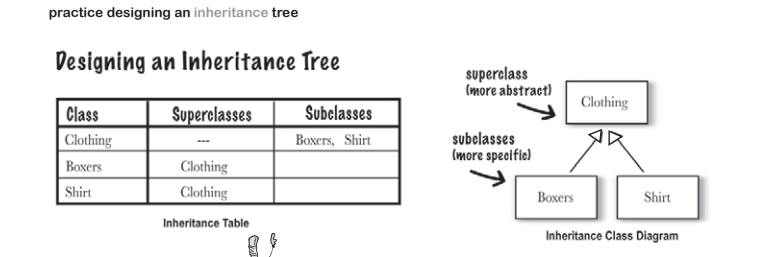 practice designing an inheritance tree
Designing an Inheritance Tree
Class Superclasses Subclasses
Clothing --- Boxers, Shirt
Boxers Clothing
Shirt Clothing
Inheritance Table
superclass
(more abstract)
Clothing
subclasses
(more specific)
Boxers Shirt
Inheritance Class Diagram